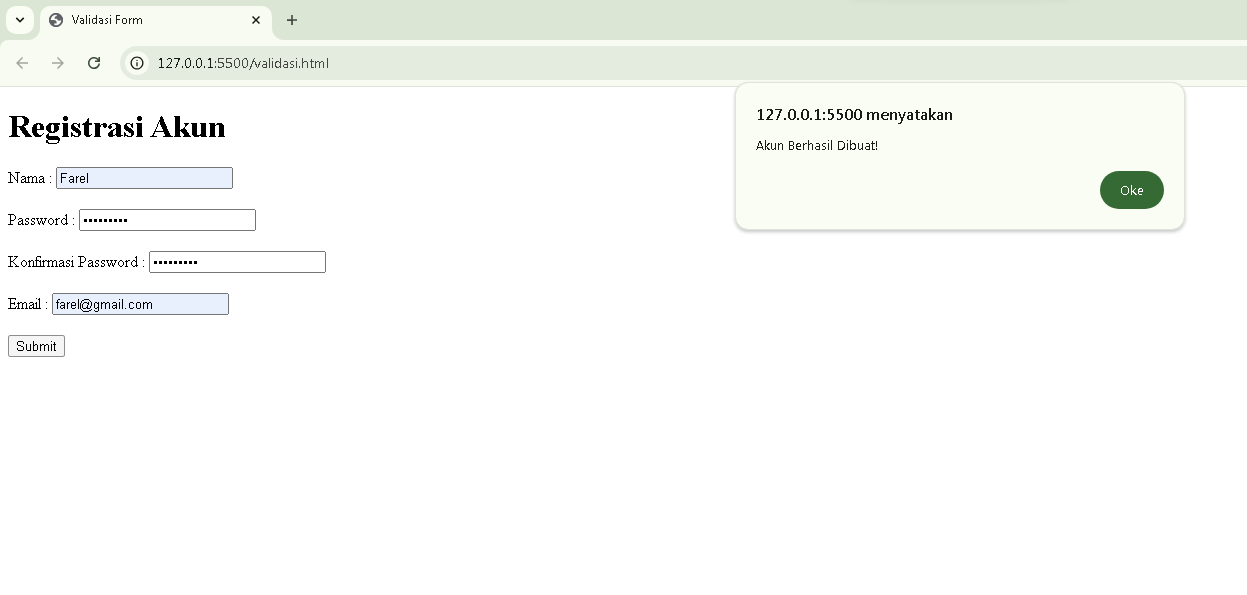 Validasi Form
127.0.0.1:5500/validasi.html
127.0.0.1:5500 menyatakan
Akun Berhasil Dibuat!
Oke
Registrasi Akun
Nama : Farel
Password : •••••••••
Konfirmasi Password : •••••••••
Email : farel@gmail.com
Submit